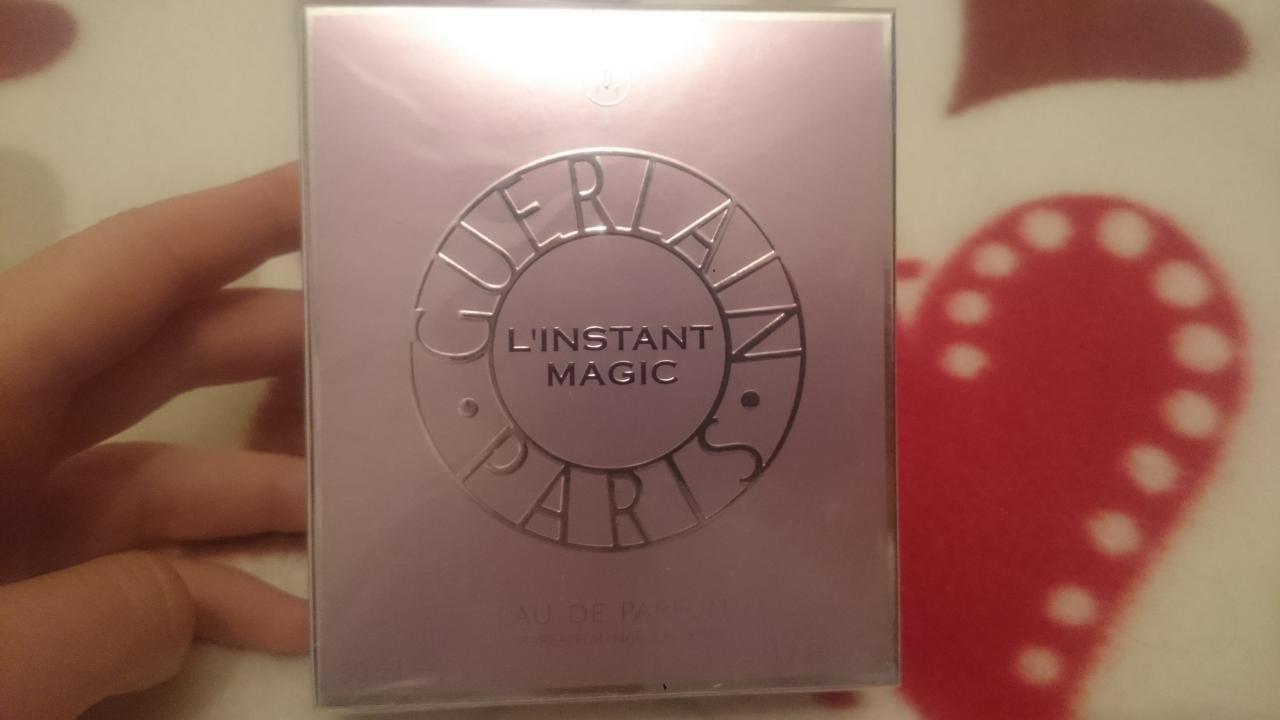 GUERLAIN
L'INSTANT
MAGIC
• PARIS •
EAU DE PARFUM